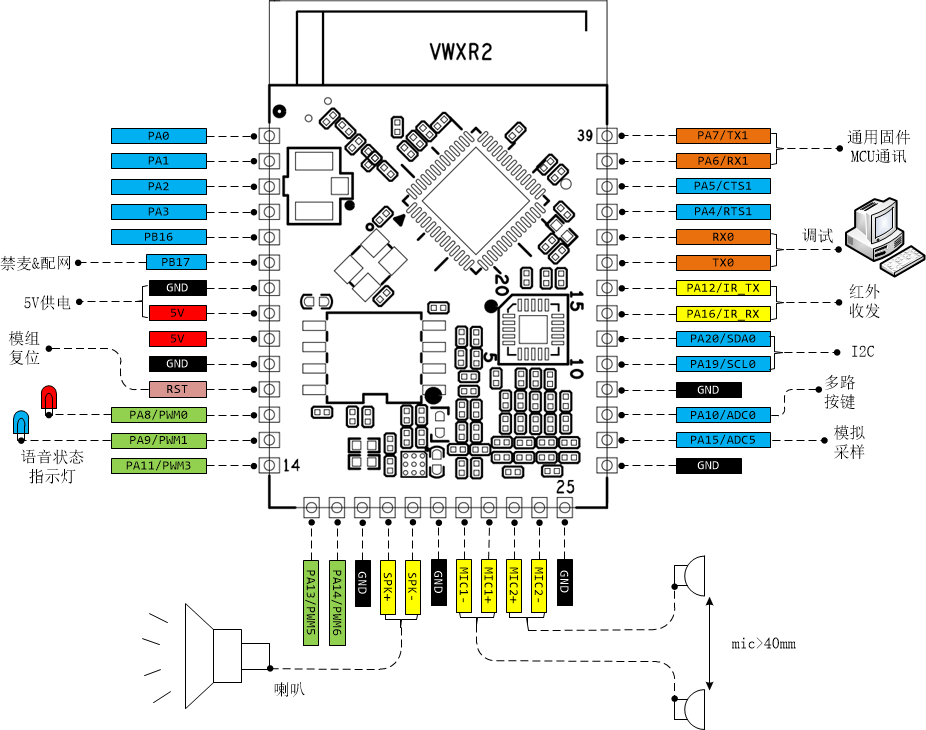 VWXR2
PA0
PA1
PA2
PA3
PB16
禁麦&配网
PB17
GND
5V供电
5V
5V
模组
复位
GND
RST
PA8/PWM0
PA9/PWM1
语音状态
指示灯
PA11/PWM3
14
39
20
15
5
10
25
PA7/TX1
PA6/RX1
通用固件
MCU通讯
PA5/CTS1
PA4/RTS1
RX0
TX0
调试
PA12/IR_TX
PA16/IR_RX
红外
收发
PA20/SDA0
PA19/SCL0
I2C
GND
PA10/ADC0
多路
按键
PA15/ADC5
模拟
采样
GND
PA13/PWM5
PA14/PWM6
GND
SPK+
SPK-
GND
MIC1-
MIC1+
MIC2+
MIC2-
GND
喇叭
mic>40mm